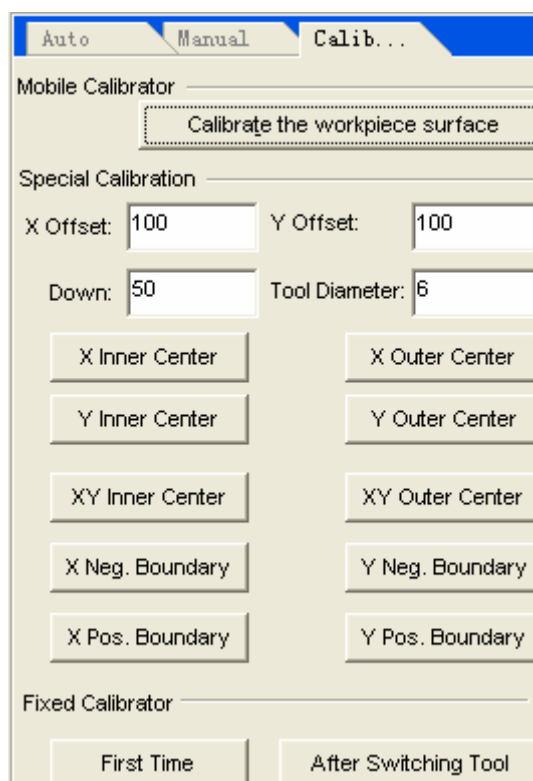 Auto Manual Calib...
Mobile Calibrator
Calibrate the workpiece surface
Special Calibration
X Offset: 100 Y Offset: 100
Down: 50 Tool Diameter: 6
X Inner Center X Outer Center
Y Inner Center Y Outer Center
XY Inner Center XY Outer Center
X Neg. Boundary Y Neg. Boundary
X Pos. Boundary Y Pos. Boundary
Fixed Calibrator
First Time After Switching Tool